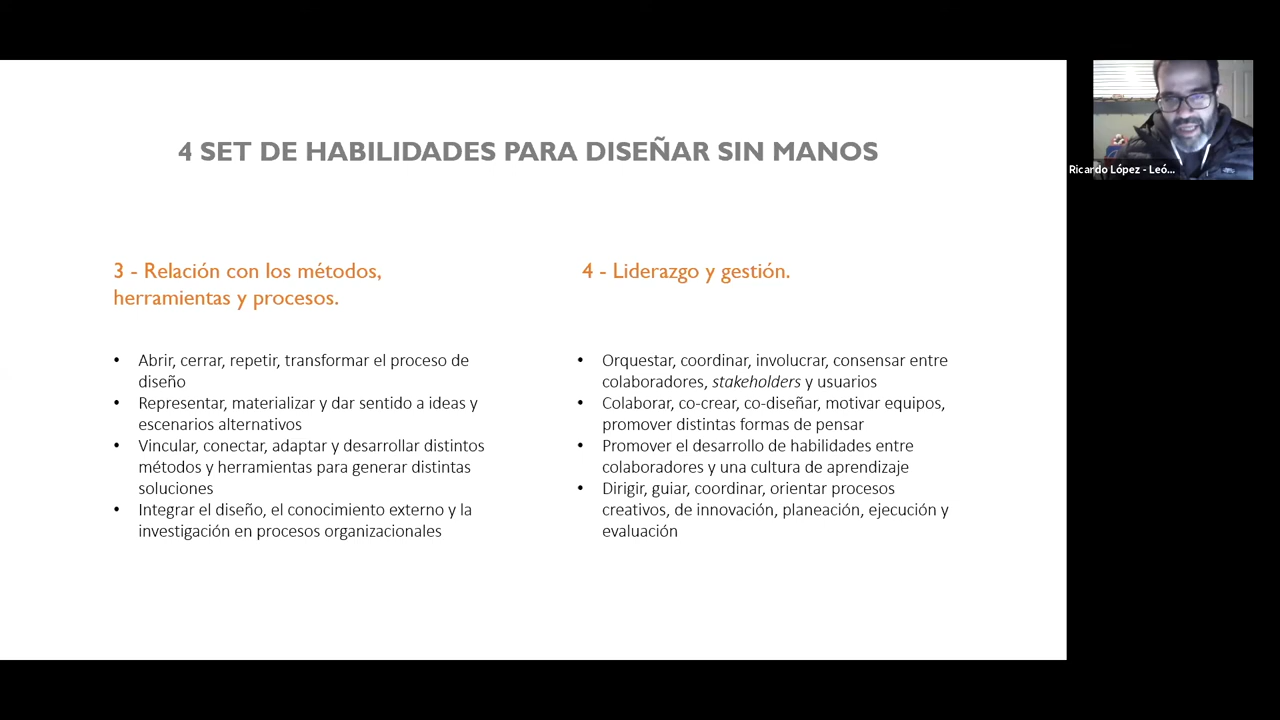 4 SET DE HABILIDADES PARA DISEÑAR SIN MANOS
3 - Relación con los métodos,
herramientas y procesos.
• Abrir, cerrar, repetir, transformar el proceso de
diseño
• Representar, materializar y dar sentido a ideas y
escenarios alternativos
• Vincular, conectar, adaptar y desarrollar distintos
métodos y herramientas para generar distintas
soluciones
• Integrar el diseño, el conocimiento externo y la
investigación en procesos organizacionales
4 - Liderazgo y gestión.
• Orquestar, coordinar, involucrar, consensar entre
colaboradores, stakeholders y usuarios
• Colaborar, co-crear, co-diseñar, motivar equipos,
promover distintas formas de pensar
• Promover el desarrollo de habilidades entre
colaboradores y una cultura de aprendizaje
• Dirigir, guiar, coordinar, orientar procesos
creativos, de innovación, planeación, ejecución y
evaluación
Ricardo López - Leó...